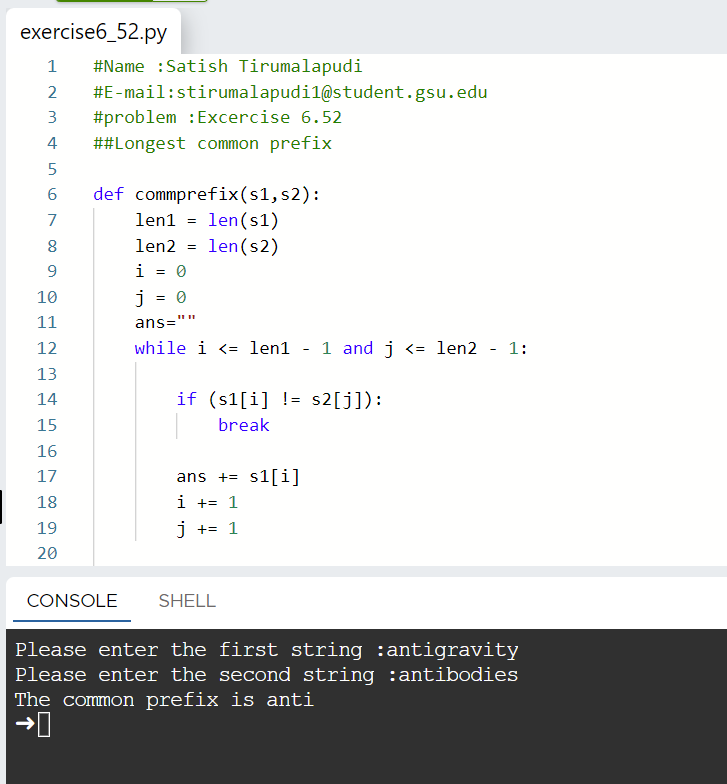 exercise6_52.py
1 #Name :Satish Tirumalapudi
2 #E-mail:stirumalapudi1@student.gsu.edu
3 #problem :Excercise 6.52
4 ##Longest common prefix
5
6 def commprefix(s1,s2):
7     len1 = len(s1)
8     len2 = len(s2)
9     i = 0
10     j = 0
11     ans=""
12     while i <= len1 - 1 and j <= len2 - 1:
13
14         if (s1[i] != s2[j]):
15             break
16
17         ans += s1[i]
18         i += 1
19         j += 1
20
CONSOLE SHELL
Please enter the first string :antigravity
Please enter the second string :antibodies
The common prefix is anti
➜